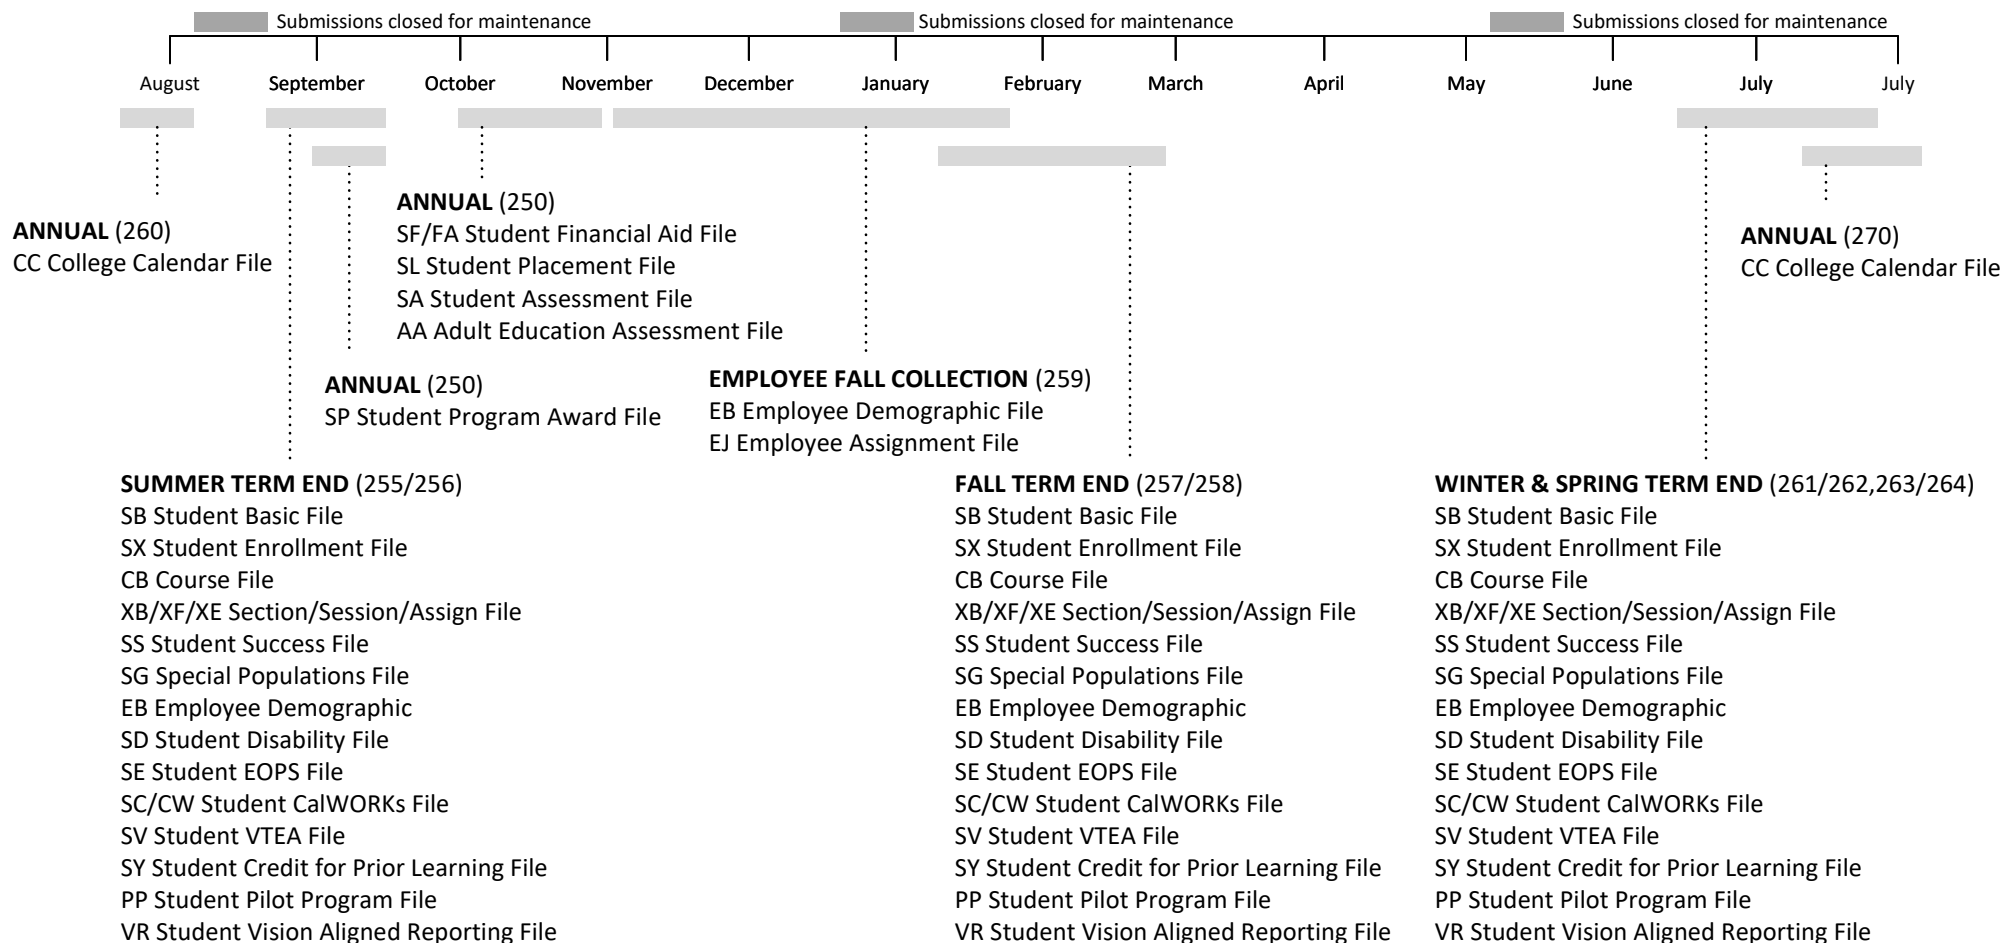 Submissions closed for maintenance
Submissions closed for maintenance
Submissions closed for maintenance
August
September
October
November
December
January
February
March
April
May
June
July
July
ANNUAL (260)
CC College Calendar File
ANNUAL (250)
SF/FA Student Financial Aid File
SL Student Placement File
SA Student Assessment File
AA Adult Education Assessment File
ANNUAL (270)
CC College Calendar File
ANNUAL (250)
SP Student Program Award File
EMPLOYEE FALL COLLECTION (259)
EB Employee Demographic File
EJ Employee Assignment File
SUMMER TERM END (255/256)
SB Student Basic File
SX Student Enrollment File
CB Course File
XB/XF/XE Section/Session/Assign File
SS Student Success File
SG Special Populations File
EB Employee Demographic
SD Student Disability File
SE Student EOPS File
SC/CW Student CalWORKs File
SV Student VTEA File
SY Student Credit for Prior Learning File
PP Student Pilot Program File
VR Student Vision Aligned Reporting File
FALL TERM END (257/258)
SB Student Basic File
SX Student Enrollment File
CB Course File
XB/XF/XE Section/Session/Assign File
SS Student Success File
SG Special Populations File
EB Employee Demographic
SD Student Disability File
SE Student EOPS File
SC/CW Student CalWORKs File
SV Student VTEA File
SY Student Credit for Prior Learning File
PP Student Pilot Program File
VR Student Vision Aligned Reporting File
WINTER & SPRING TERM END (261/262,263/264)
SB Student Basic File
SX Student Enrollment File
CB Course File
XB/XF/XE Section/Session/Assign File
SS Student Success File
SG Special Populations File
EB Employee Demographic
SD Student Disability File
SE Student EOPS File
SC/CW Student CalWORKs File
SV Student VTEA File
SY Student Credit for Prior Learning File
PP Student Pilot Program File
VR Student Vision Aligned Reporting File